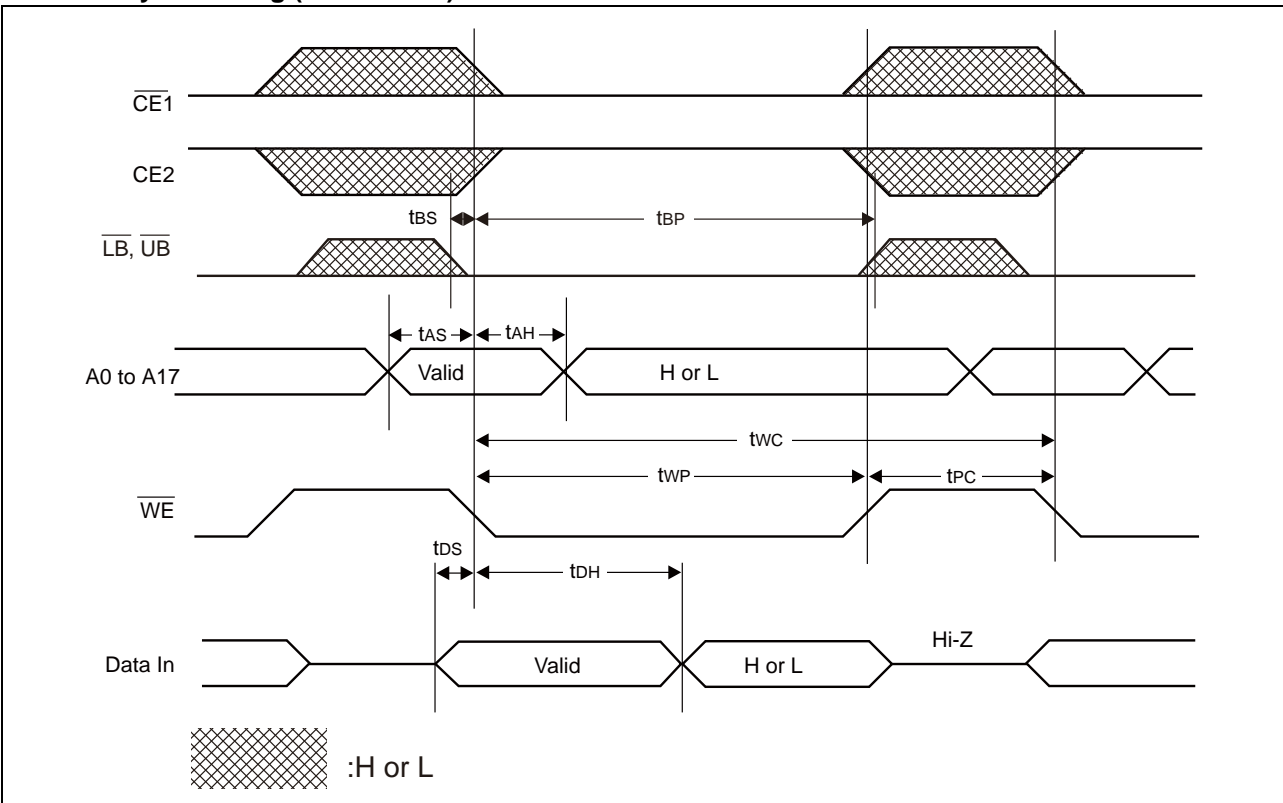 CE1
CE2
tBS
tBP
LB, UB
tAS
tAH
A0 to A17
Valid
H or L
tWC
tWP
tPC
WE
tDS
tDH
Hi-Z
Data In
Valid
H or L
:H or L